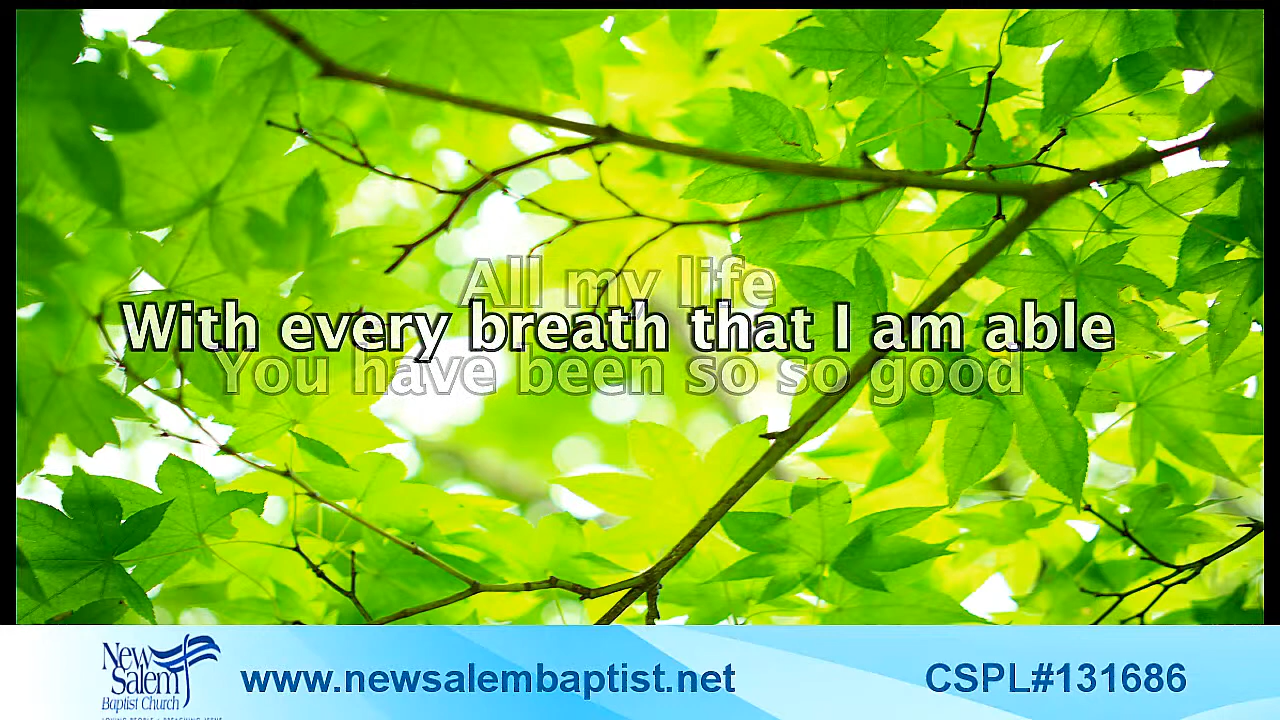 All my life
With every breath that I am able
You have been so so good
New
Salem
Baptist Church
www.newsalembaptist.net
CSPL#131686